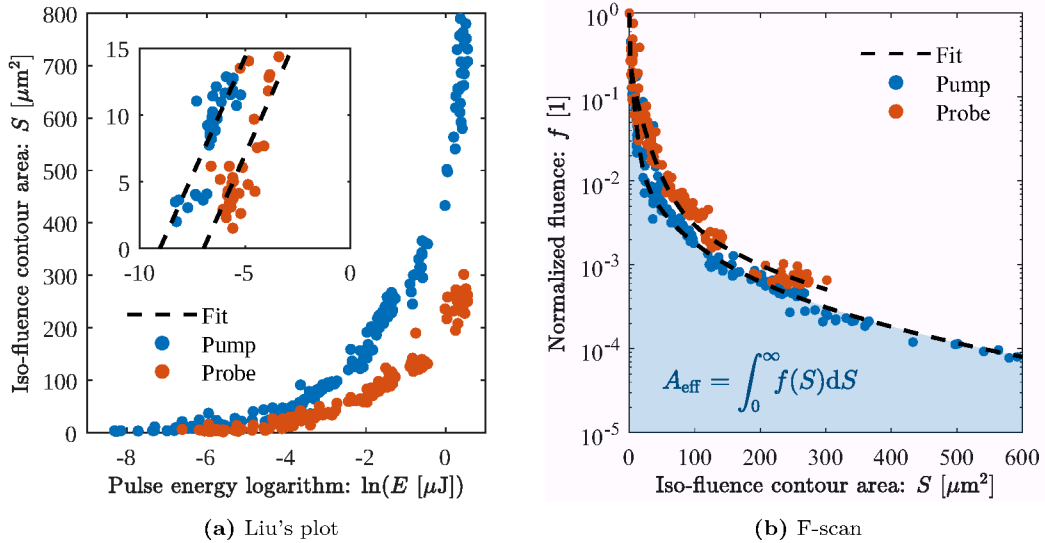 800
700
600
500
400
300
200
100
0
Iso-fluence contour area: S [μm²]
15
10
5
0
-10
-5
0
Fit
Pump
Probe
-8
-6
-4
-2
0
Pulse energy logarithm: ln(E [μJ])
(a) Liu's plot
10⁰
10⁻¹
10⁻²
10⁻³
10⁻⁴
10⁻⁵
Normalized fluence: f [1]
Fit
Pump
Probe
A_eff = ∫₀^∞ f(S)dS
0
100
200
300
400
500
600
Iso-fluence contour area: S [μm²]
(b) F-scan